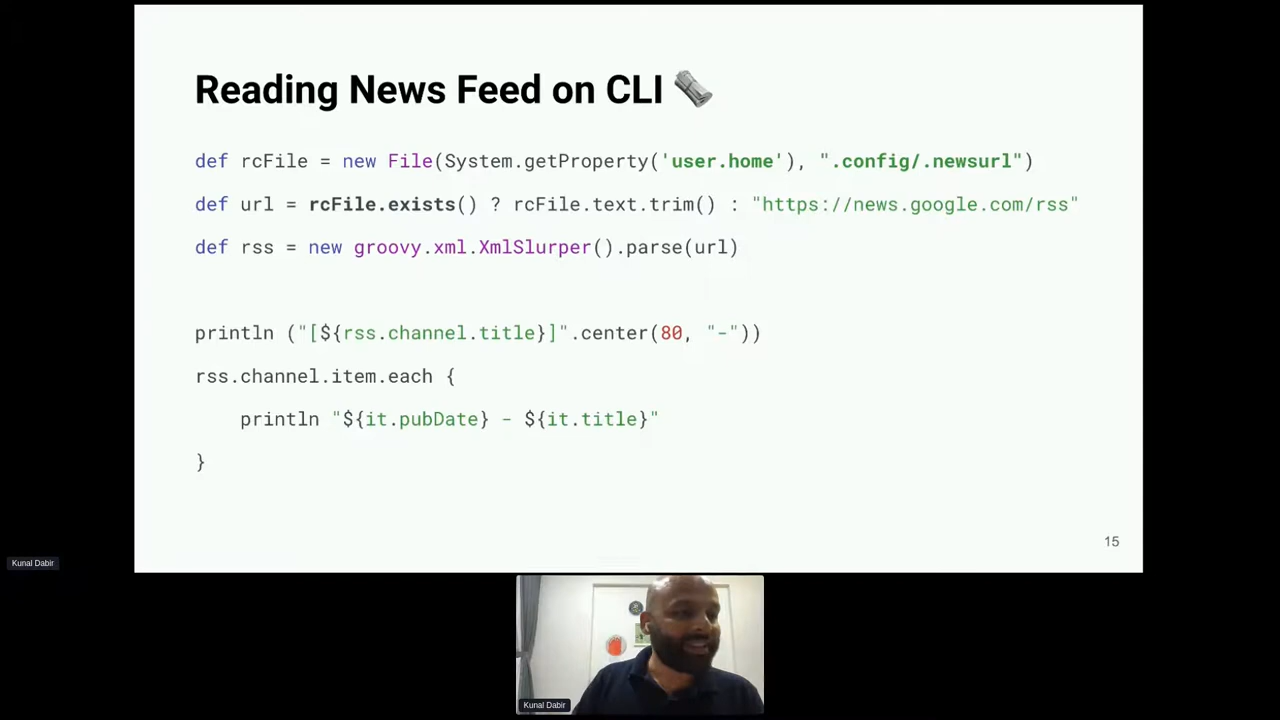 Reading News Feed on CLI
def rcFile = new File(System.getProperty('user.home'), ".config/.newsurl")
def url = rcFile.exists() ? rcFile.text.trim() : "https://news.google.com/rss"
def rss = new groovy.xml.XmlSlurper().parse(url)
println ("[${rss.channel.title}]".center(80, "-"))
rss.channel.item.each {
    println "${it.pubDate} - ${it.title}"
}
15
Kunal Dabir
Kunal Dabir